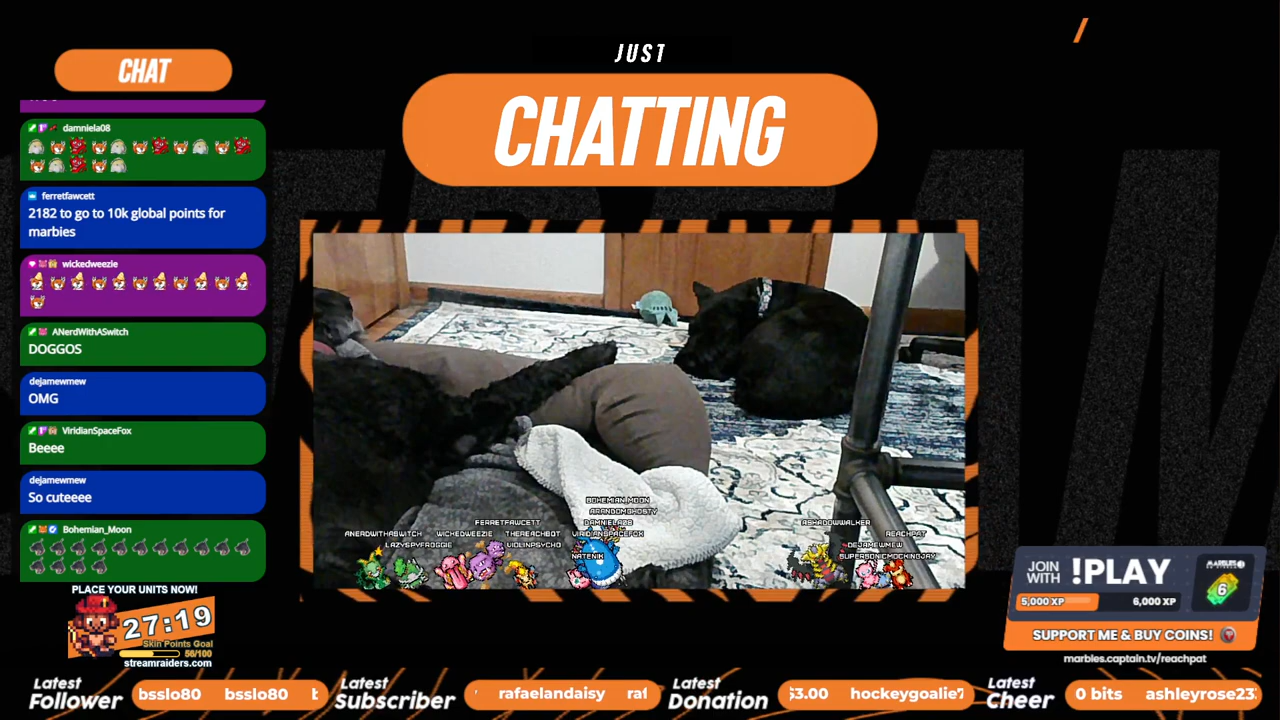 JUST
CHATTING
CHAT
damniela08
ferretfawcett
2182 to go to 10k global points for
marbies
wickedweezie
ANerdWithASwitch
DOGGOS
dejamewmew
OMG
ViridianSpaceFox
Beeee
dejamewmew
So cuteeee
Bohemian_Moon
BOHEMIAN_MOON
ARANDOMGHOSTY
FERRETFAWCETT
DAMNIELA08
ASHADOWWALKER
ANERDWITHASWITCH
WICKEDWEEZIE
THEREACHBOT
VIRIDIANSPACEFOX
REACHPAT
LAZYSPYFROGGIE
VIOLINPSYCHO
DEJAMEWMEW
NATENIK
SUPERSONICMOCKINGJAY
PLACE YOUR UNITS NOW!
27:19
Skin Points Goal
56/100
streamraiders.com
JOIN
WITH
!PLAY
6
5,000 XP
6,000 XP
SUPPORT ME & BUY COINS!
marbles.captain.tv/reachpat
Latest
Follower
bsslo80 bsslo80 b
Latest
Subscriber
rafaelandaisy raf
Latest
Donation
$3.00 hockeygoalie7
Latest
Cheer
0 bits ashleyrose23